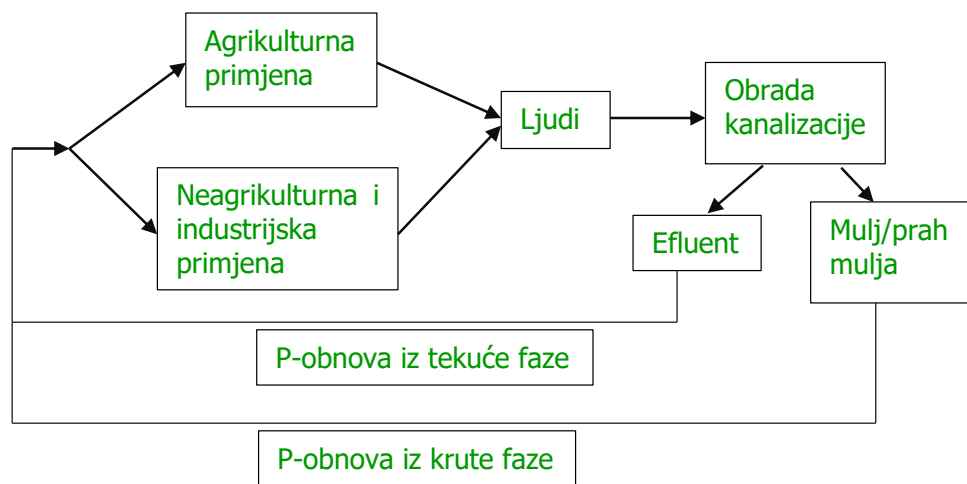 Agrikulturna
primjena
Ljudi
Obrada
kanalizacije
Neagrikulturna i
industrijska
primjena
Efluent
Mulj/prah
mulja
P-obnova iz tekuće faze
P-obnova iz krute faze